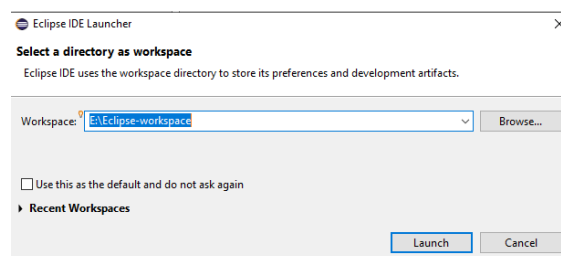 Eclipse IDE Launcher
Select a directory as workspace
Eclipse IDE uses the workspace directory to store its preferences and development artifacts.
Workspace: E:\Eclipse-workspace Browse...
Use this as the default and do not ask again
Recent Workspaces
Launch Cancel